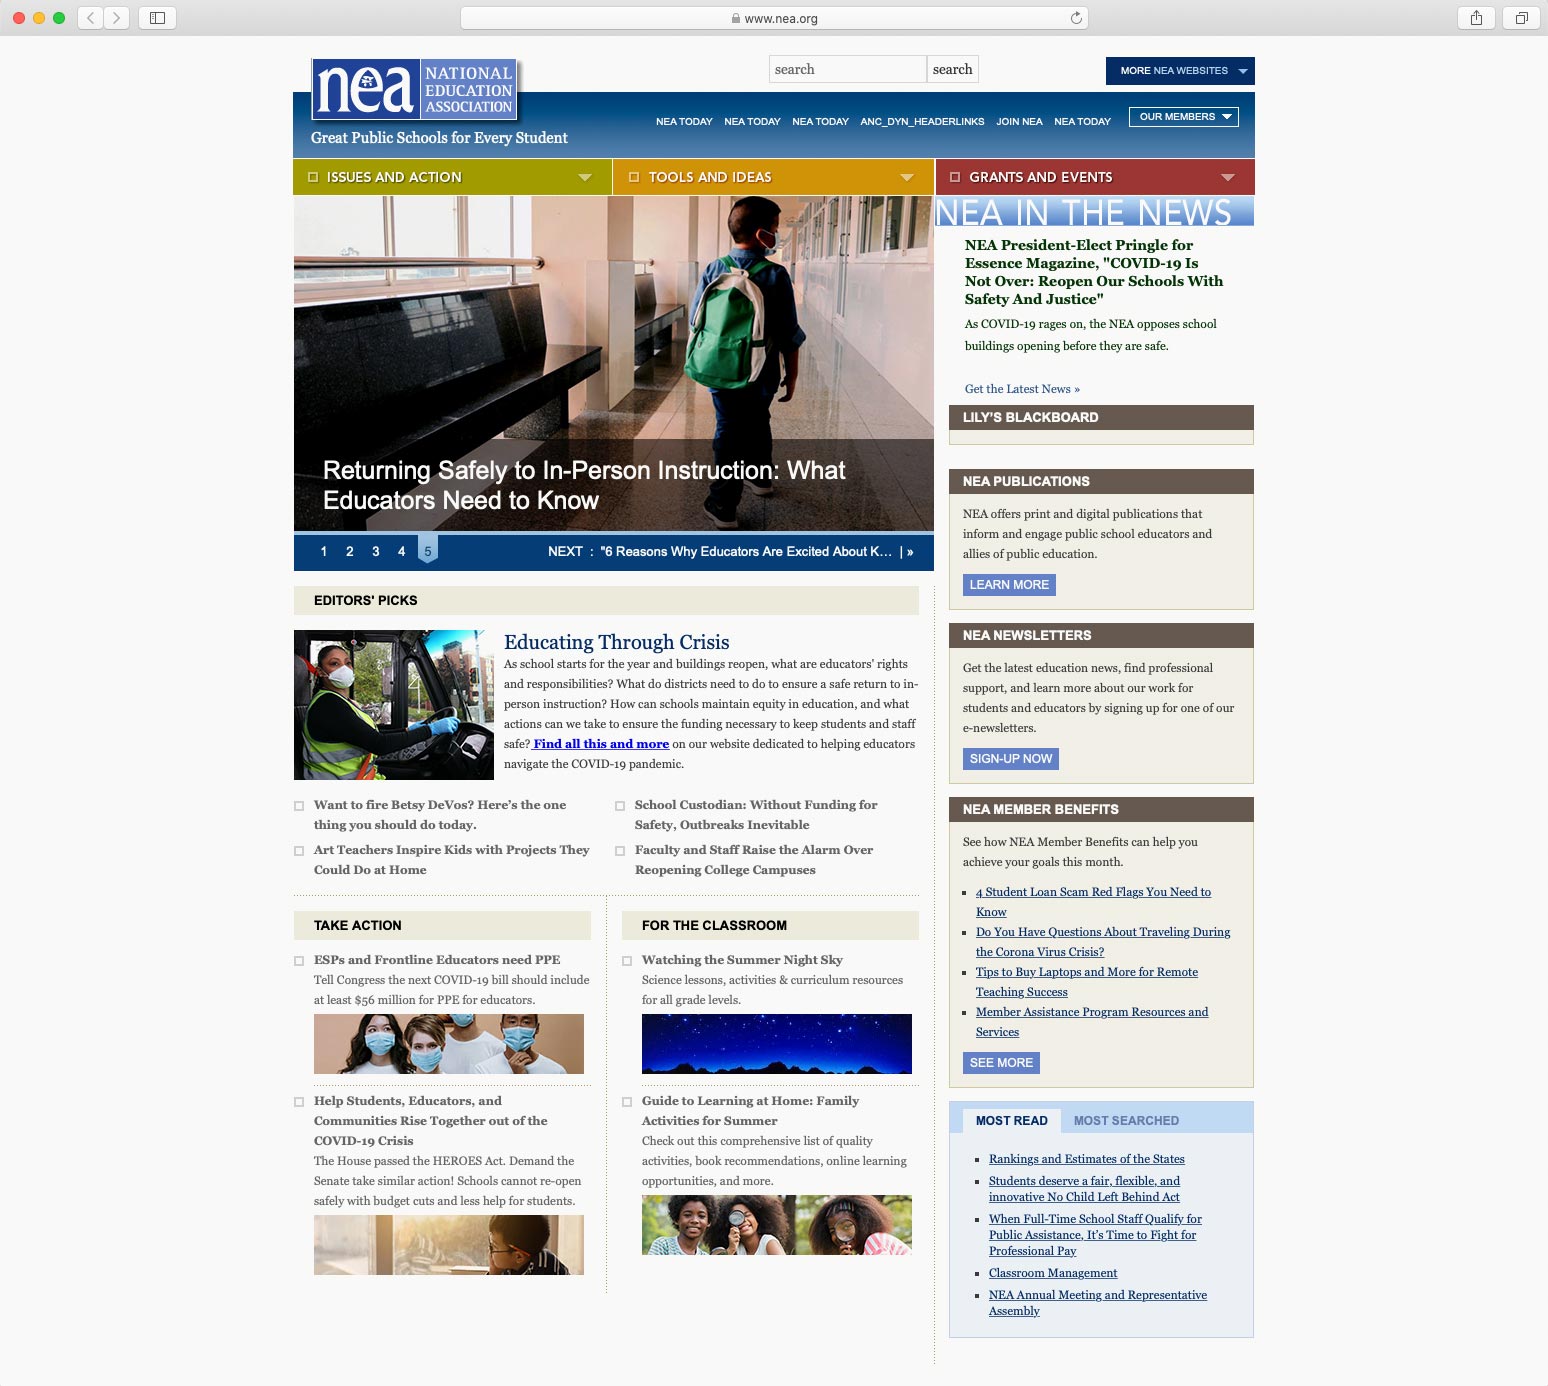 www.nea.org
nea NATIONAL
EDUCATION
ASSOCIATION
Great Public Schools for Every Student
search search
MORE NEA WEBSITES
NEA TODAY NEA TODAY NEA TODAY ANC_DYN_HEADERLINKS JOIN NEA NEA TODAY OUR MEMBERS
ISSUES AND ACTION TOOLS AND IDEAS GRANTS AND EVENTS
Returning Safely to In-Person Instruction: What
Educators Need to Know
1 2 3 4 5 NEXT : "6 Reasons Why Educators Are Excited About K… | »
NEA IN THE NEWS
NEA President-Elect Pringle for
Essence Magazine, "COVID-19 Is
Not Over: Reopen Our Schools With
Safety And Justice"
As COVID-19 rages on, the NEA opposes school
buildings opening before they are safe.
Get the Latest News »
LILY'S BLACKBOARD
NEA PUBLICATIONS
NEA offers print and digital publications that
inform and engage public school educators and
allies of public education.
LEARN MORE
NEA NEWSLETTERS
Get the latest education news, find professional
support, and learn more about our work for
students and educators by signing up for one of our
e-newsletters.
SIGN-UP NOW
NEA MEMBER BENEFITS
See how NEA Member Benefits can help you
achieve your goals this month.
4 Student Loan Scam Red Flags You Need to
Know
Do You Have Questions About Traveling During
the Corona Virus Crisis?
Tips to Buy Laptops and More for Remote
Teaching Success
Member Assistance Program Resources and
Services
SEE MORE
MOST READ MOST SEARCHED
Rankings and Estimates of the States
Students deserve a fair, flexible, and
innovative No Child Left Behind Act
When Full-Time School Staff Qualify for
Public Assistance, It's Time to Fight for
Professional Pay
Classroom Management
NEA Annual Meeting and Representative
Assembly
EDITORS' PICKS
Educating Through Crisis
As school starts for the year and buildings reopen, what are educators' rights
and responsibilities? What do districts need to do to ensure a safe return to in-
person instruction? How can schools maintain equity in education, and what
actions can we take to ensure the funding necessary to keep students and staff
safe? Find all this and more on our website dedicated to helping educators
navigate the COVID-19 pandemic.
Want to fire Betsy DeVos? Here's the one
thing you should do today.
School Custodian: Without Funding for
Safety, Outbreaks Inevitable
Art Teachers Inspire Kids with Projects They
Could Do at Home
Faculty and Staff Raise the Alarm Over
Reopening College Campuses
TAKE ACTION
ESPs and Frontline Educators need PPE
Tell Congress the next COVID-19 bill should include
at least $56 million for PPE for educators.
Help Students, Educators, and
Communities Rise Together out of the
COVID-19 Crisis
The House passed the HEROES Act. Demand the
Senate take similar action! Schools cannot re-open
safely with budget cuts and less help for students.
FOR THE CLASSROOM
Watching the Summer Night Sky
Science lessons, activities & curriculum resources
for all grade levels.
Guide to Learning at Home: Family
Activities for Summer
Check out this comprehensive list of quality
activities, book recommendations, online learning
opportunities, and more.